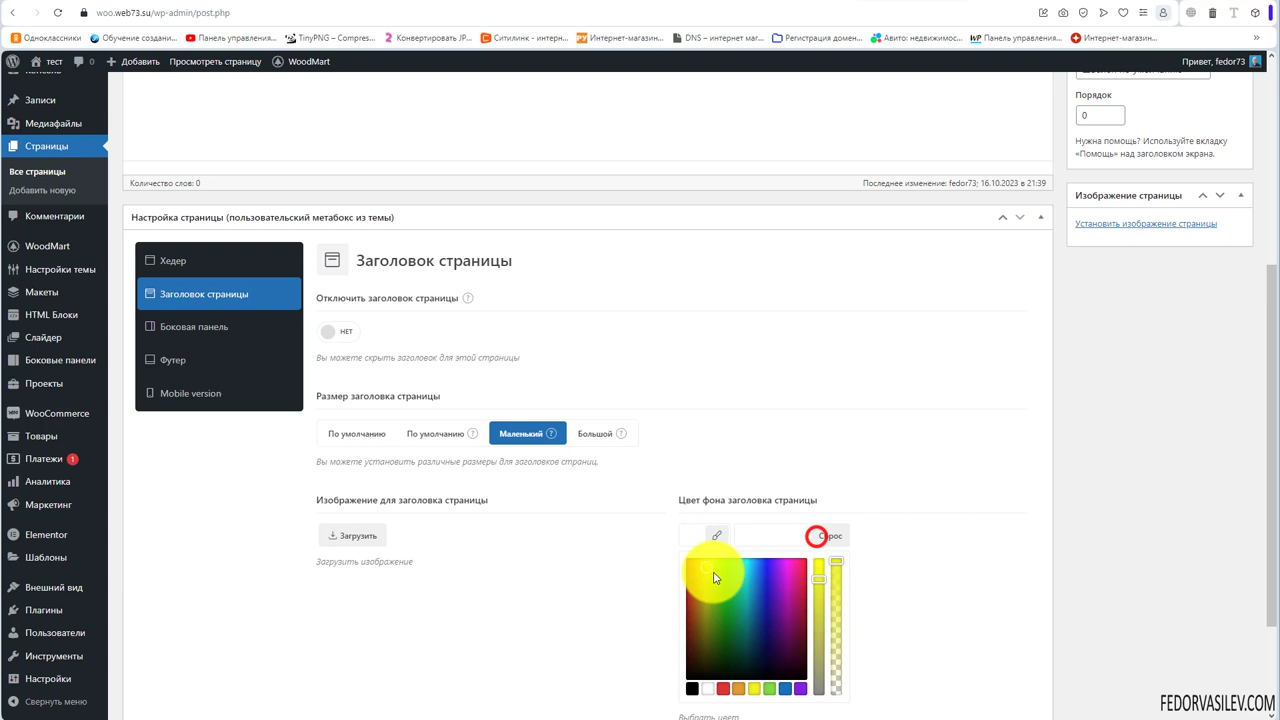 woo.web73.su/wp-admin/post.php
Одноклассники Обучение создани... Панель управления... TinyPNG – Compres... Конвертировать JP... Ситилинк - интерн... Интернет-магазин... DNS – интернет маг... Регистрация домен... Авито: недвижимос... Панель управления... Интернет-магазин...
тест 0 Добавить Просмотреть страницу WoodMart Привет, fedor73
Записи
Медиафайлы
Страницы
Все страницы
Добавить новую
Комментарии
WoodMart
Настройки темы
Макеты
HTML Блоки
Слайдер
Боковые панели
Проекты
WooCommerce
Товары
Платежи 1
Аналитика
Маркетинг
Elementor
Шаблоны
Внешний вид
Плагины
Пользователи
Инструменты
Настройки
Свернуть меню
Количество слов: 0 Последнее изменение: fedor73; 16.10.2023 в 21:39
Настройка страницы (пользовательский метабокс из темы)
Хедер
Заголовок страницы
Боковая панель
Футер
Mobile version
Заголовок страницы
Отключить заголовок страницы ?
НЕТ
Вы можете скрыть заголовок для этой страницы
Размер заголовка страницы
По умолчанию По умолчанию ? Маленький ? Большой ?
Вы можете установить различные размеры для заголовков страниц.
Изображение для заголовка страницы
Загрузить
Загрузить изображение
Цвет фона заголовка страницы
Сброс
Выбрать цвет
Порядок
0
Нужна помощь? Используйте вкладку
«Помощь» над заголовком экрана.
Изображение страницы
Установить изображение страницы
FEDORVASILEV.COM